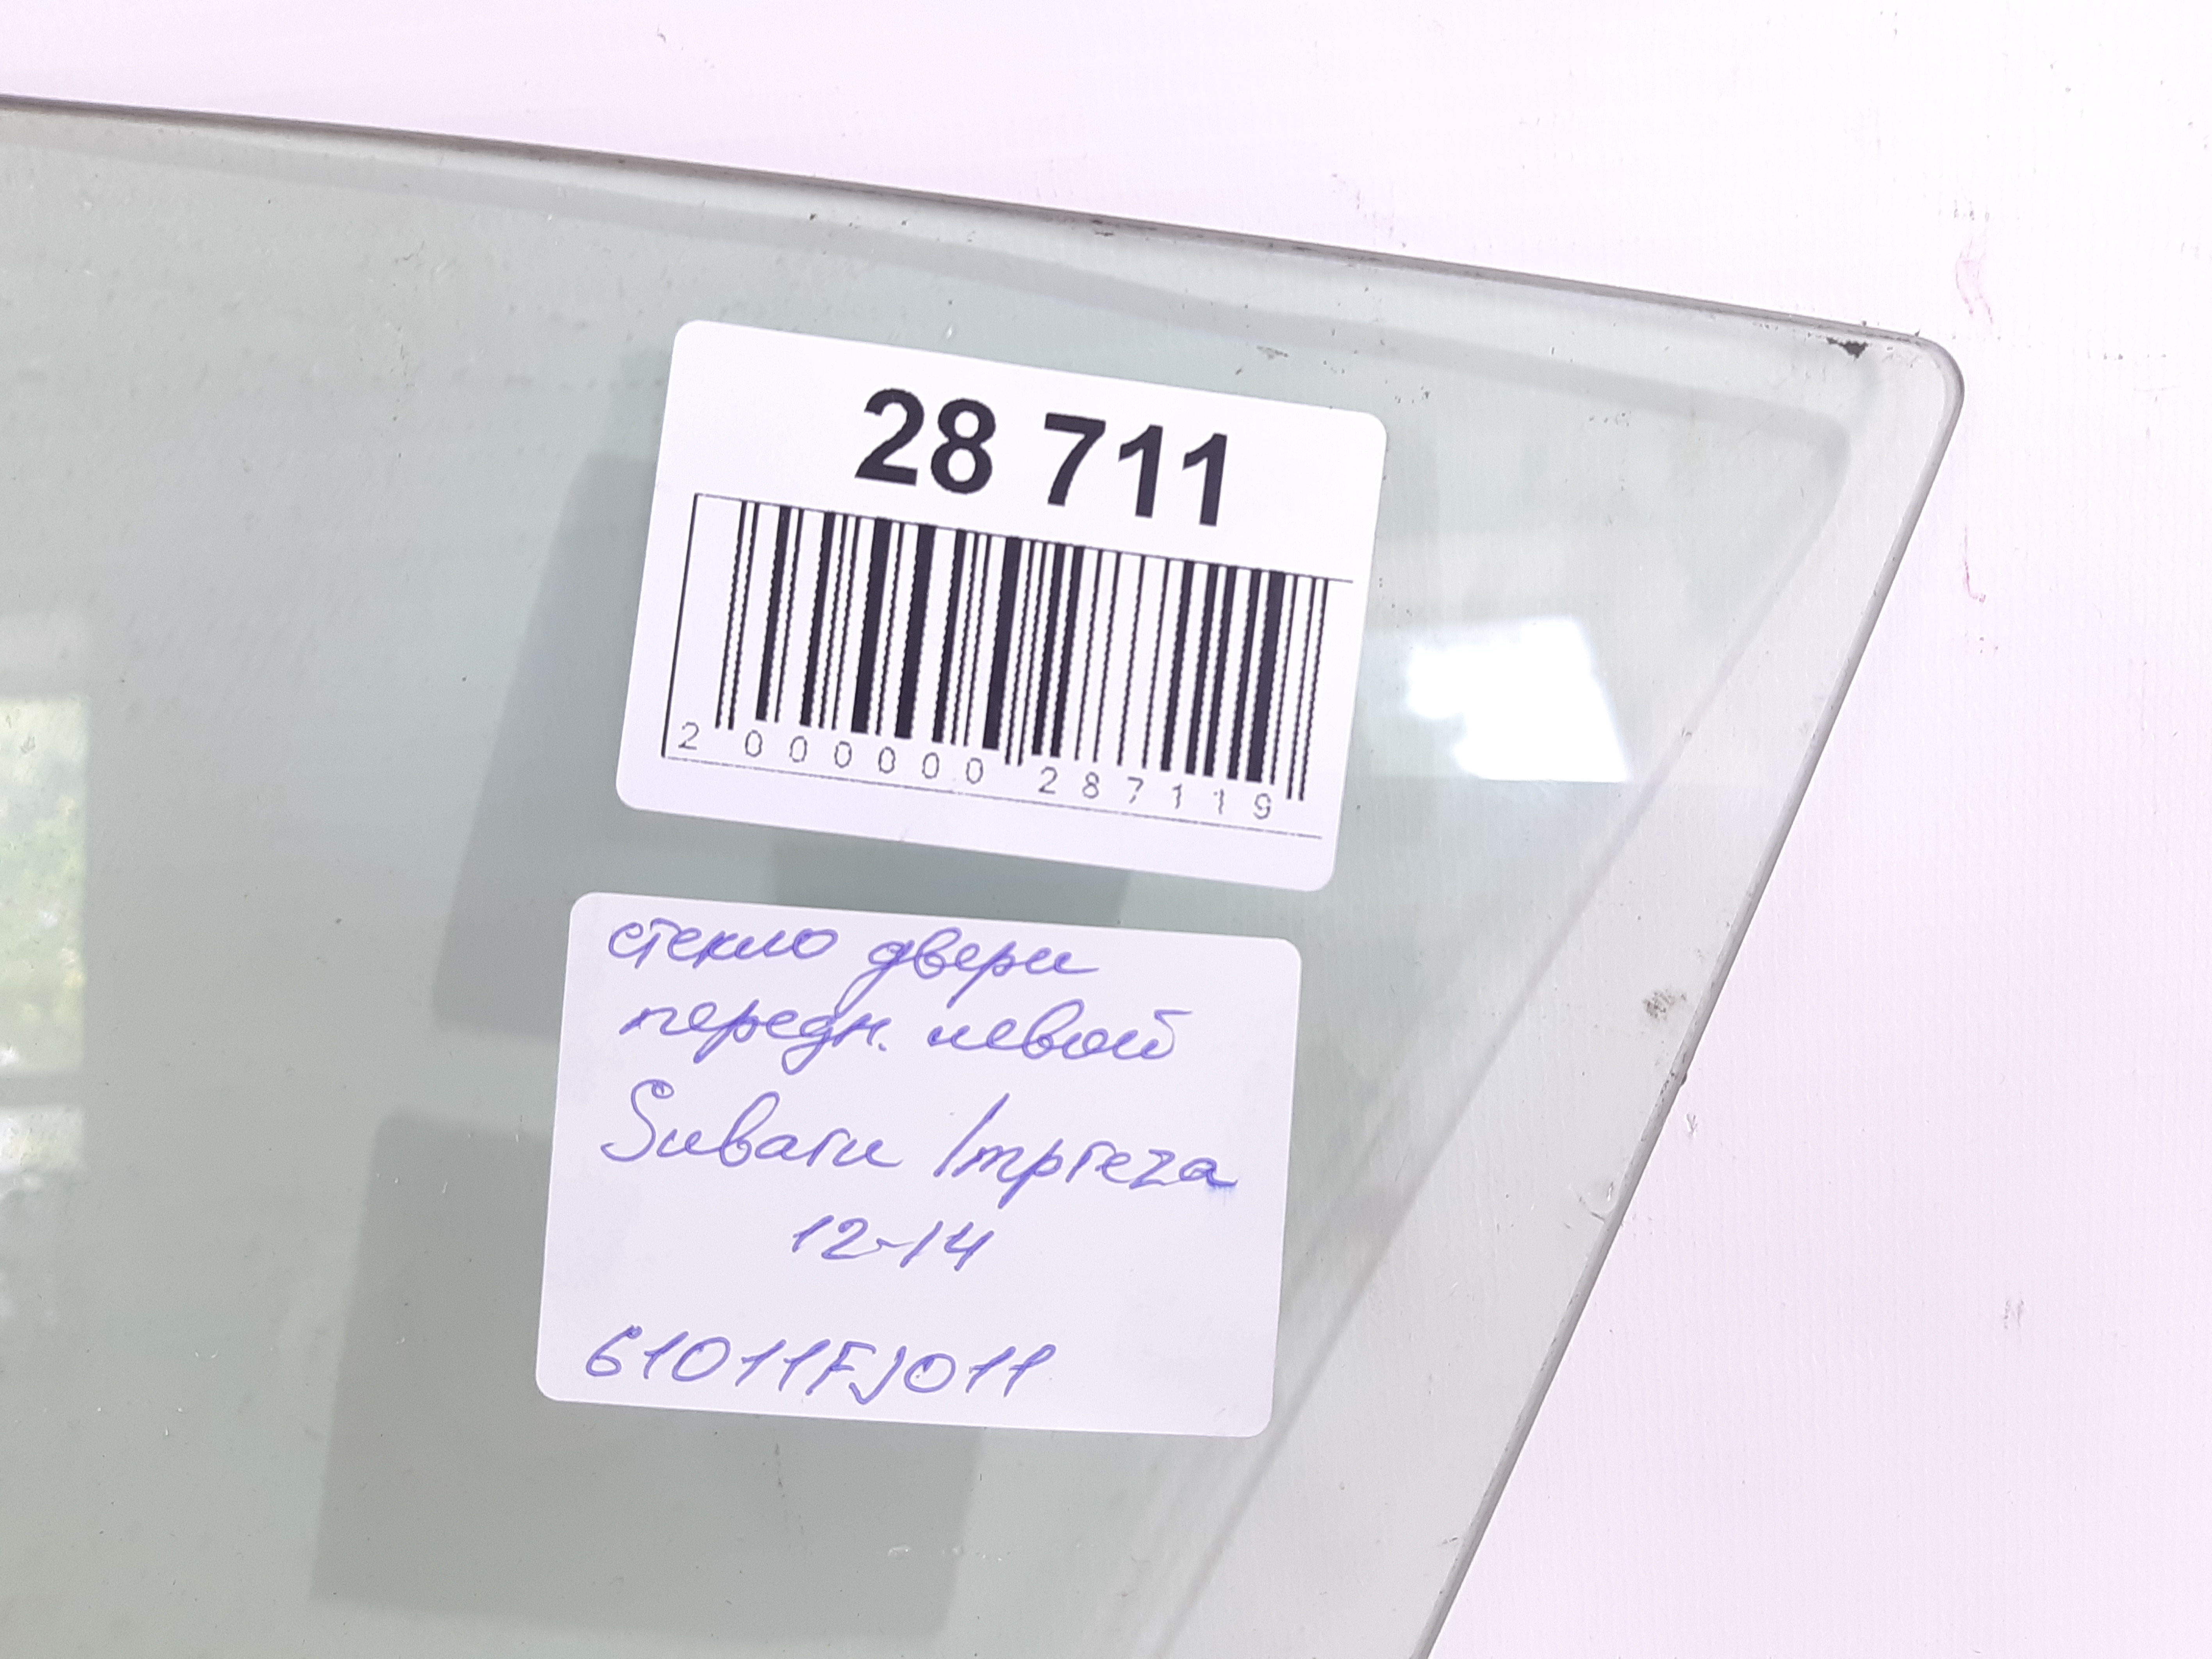 28 711
2 000000 287119
стекло двери
передн. левой
Subaru Impreza
12-14
61011FJ011